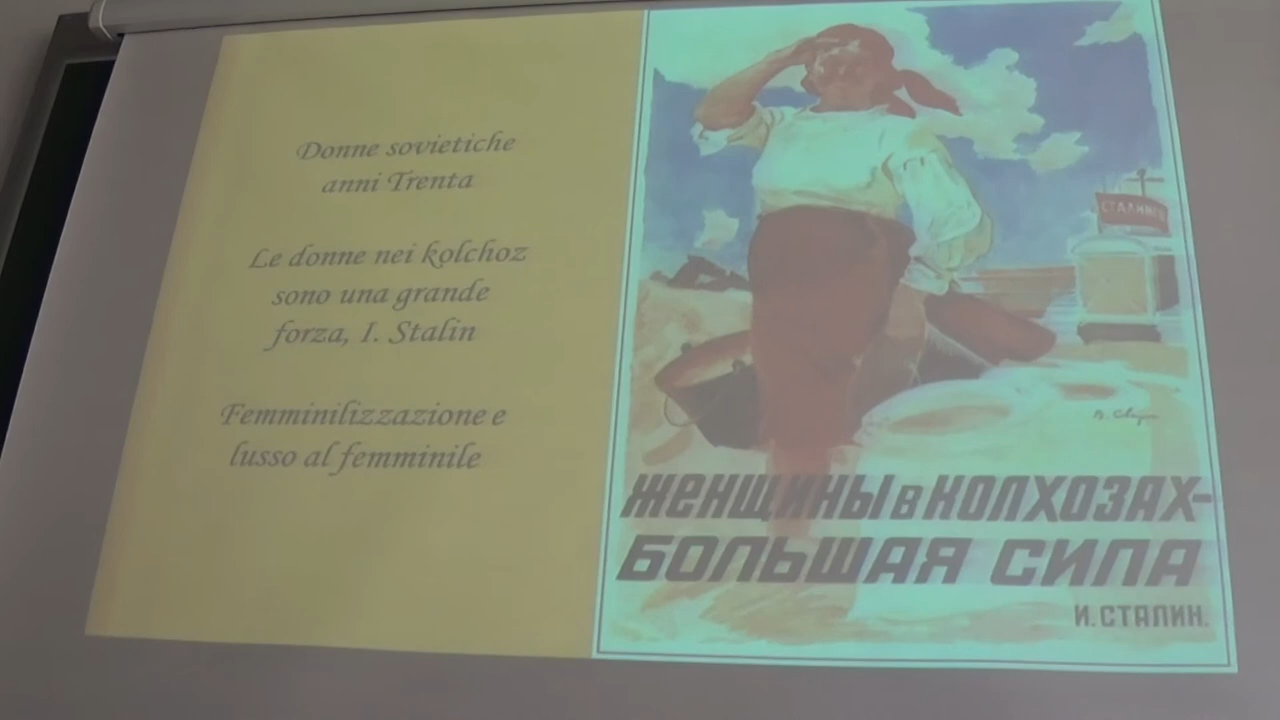 Donne sovietiche
anni Trenta
Le donne nei kolchoz
sono una grande
forza, I. Stalin
Femminilizzazione e
lusso al femminile
СТАЛИНЕЦ
ЖЕНЩИНЫ в КОЛХОЗАХ-
БОЛЬШАЯ СИЛА
И. СТАЛИН.